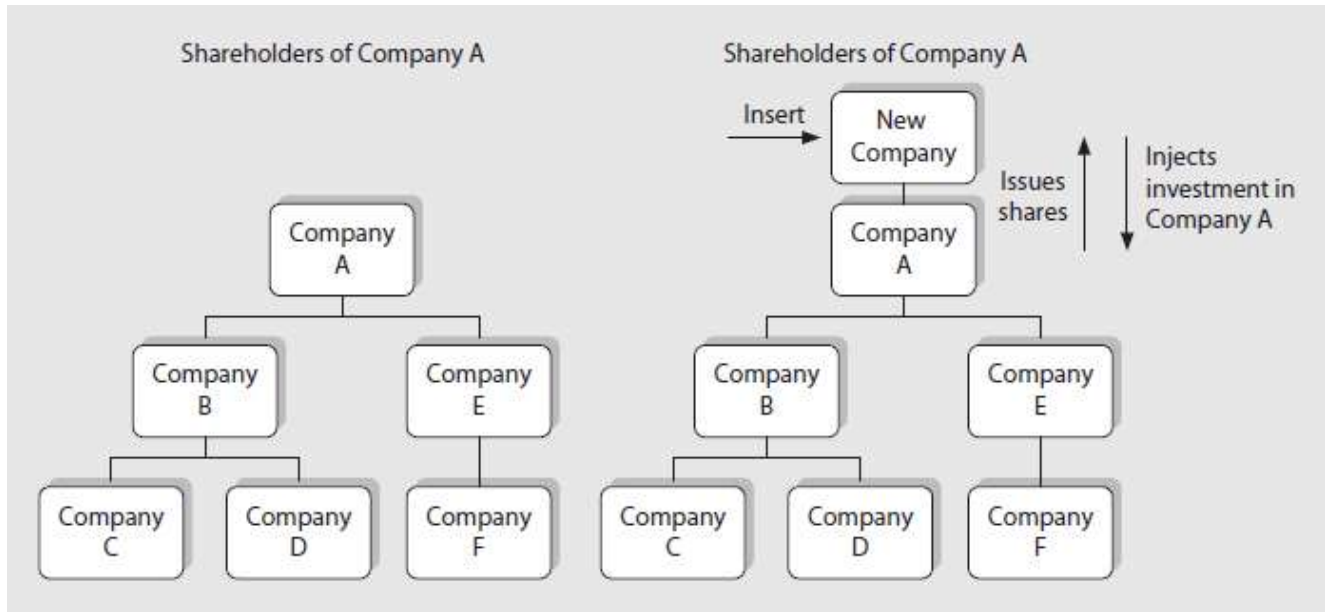 Shareholders of Company A
Company
A
Company
B
Company
E
Company
C
Company
D
Company
F
Shareholders of Company A
Insert
New
Company
Issues
shares
Injects
investment in
Company A
Company
A
Company
B
Company
E
Company
C
Company
D
Company
F